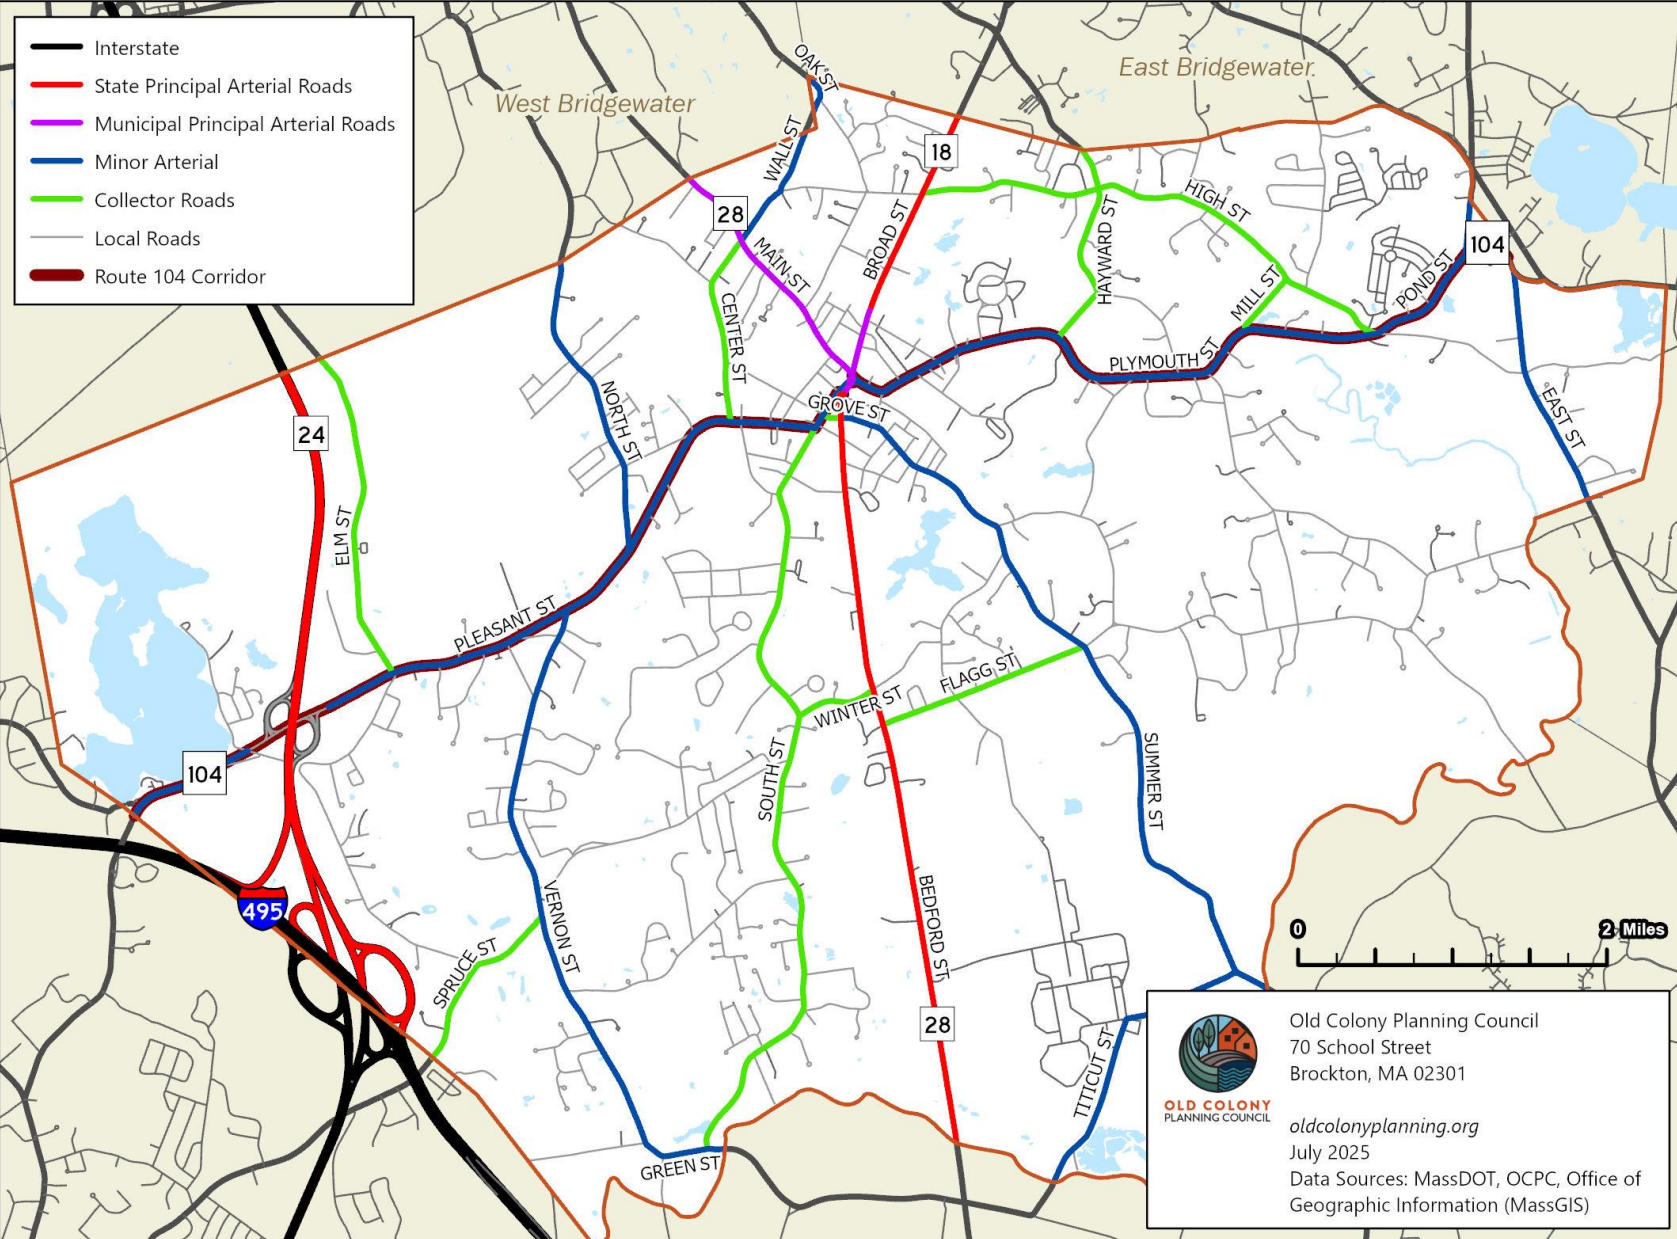 Interstate
State Principal Arterial Roads
Municipal Principal Arterial Roads
Minor Arterial
Collector Roads
Local Roads
Route 104 Corridor
West Bridgewater
East Bridgewater
OAK ST
WALL ST
18
28
MAIN ST
BROAD ST
HIGH ST
HAYWARD ST
104
POND ST
MILL ST
CENTER ST
PLYMOUTH ST
GROVE ST
NORTH ST
EAST ST
24
ELM ST
PLEASANT ST
FLAGG ST
WINTER ST
104
SOUTH ST
SUMMER ST
495
VERNON ST
BEDFORD ST
SPRUCE ST
28
TITICUT ST
GREEN ST
0 2 Miles
OLD COLONY
PLANNING COUNCIL
Old Colony Planning Council
70 School Street
Brockton, MA 02301
oldcolonyplanning.org
July 2025
Data Sources: MassDOT, OCPC, Office of
Geographic Information (MassGIS)